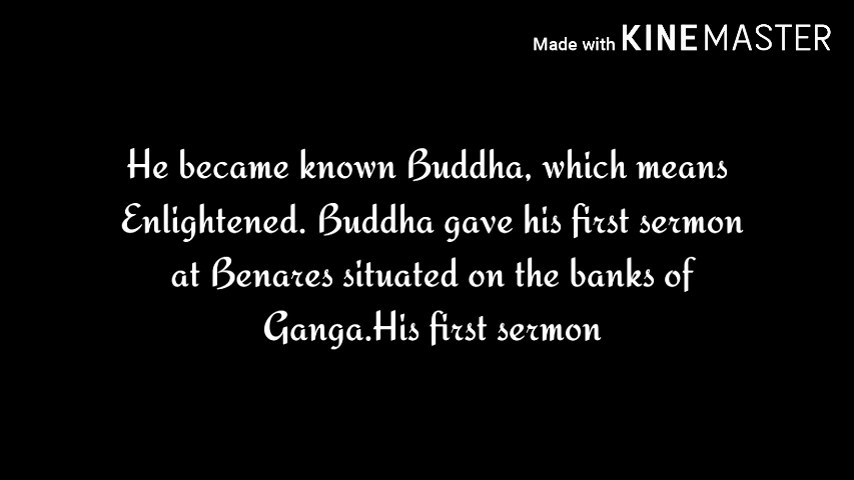 Made with KINEMASTER
He became known Buddha, which means
Enlightened. Buddha gave his first sermon
at Benares situated on the banks of
Ganga.His first sermon